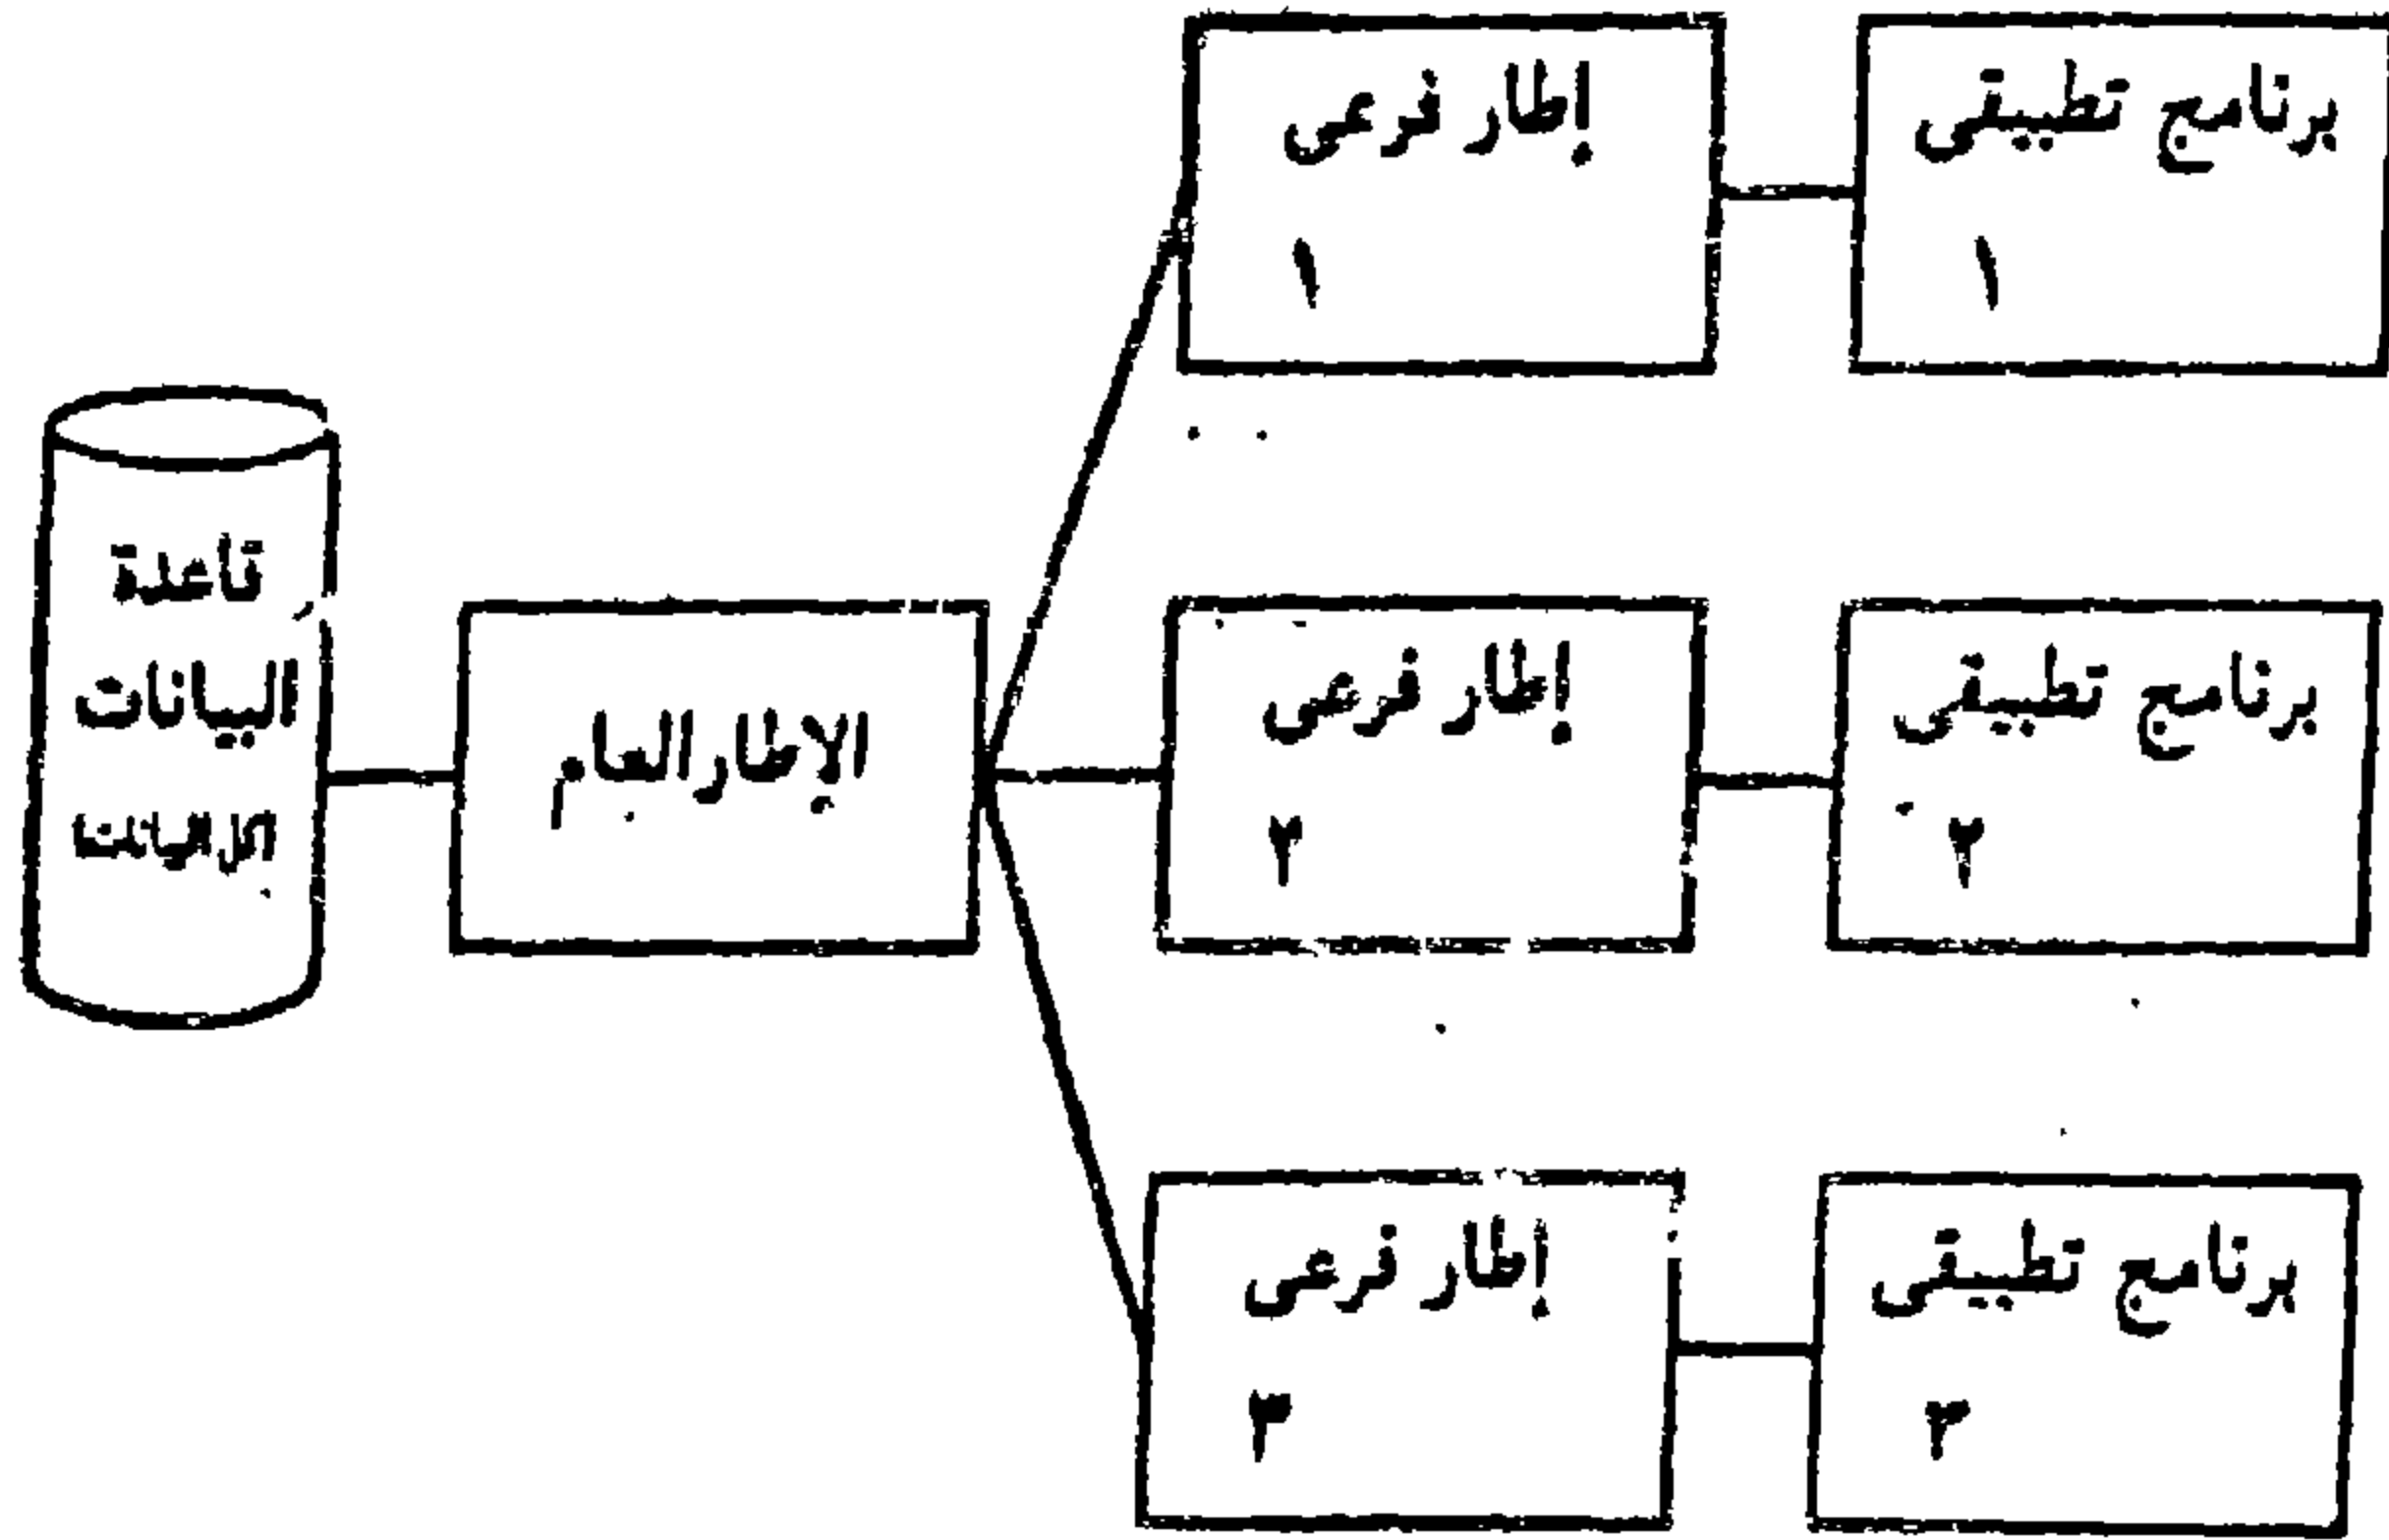 برنامج تطبيقى
١
إطار فرعى
١
برنامج تطبيقى
٢
إطار فرعى
٢
برنامج تطبيقى
٣
إطار فرعى
٣
الإطار العام
قاعدة
البيانات